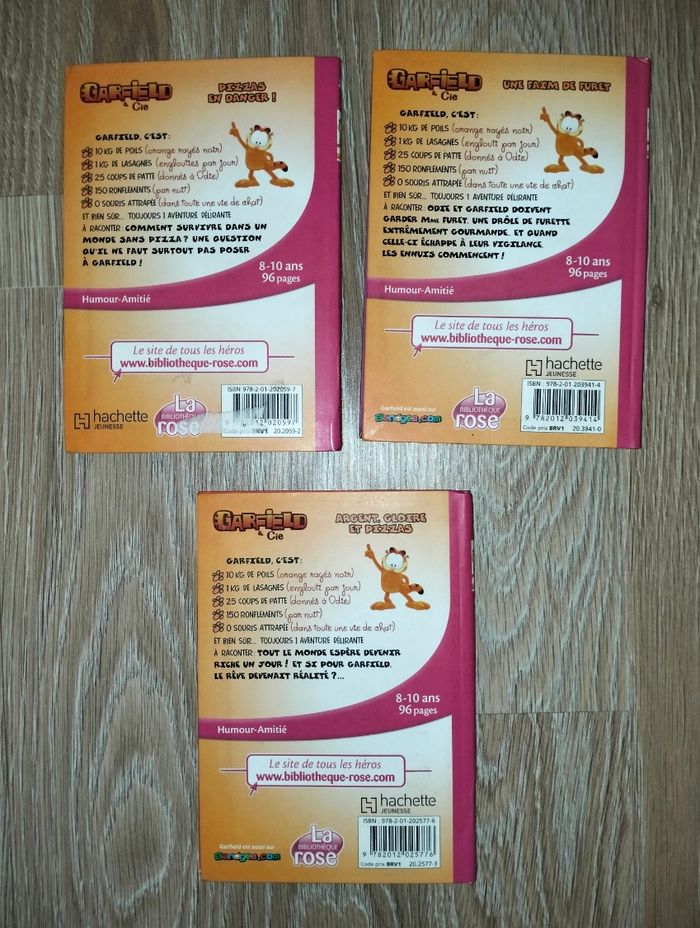 GARFIELD
& Cie
PIZZAS
EN DANGER !
GARFIELD, C'EST :
10 KG DE POILS (orange rayés noir)
1 KG DE LASAGNES (englouties par jour)
25 COUPS DE PATTE (donnés à Odie)
150 RONFLEMENTS (par nuit)
0 SOURIS ATTRAPÉE (dans toute une vie de chat)
ET BIEN SÛR... TOUJOURS 1 AVENTURE DÉLIRANTE
À RACONTER : COMMENT SURVIVRE DANS UN
MONDE SANS PIZZA ? UNE QUESTION
QU'IL NE FAUT SURTOUT PAS POSER
À GARFIELD !
8-10 ans
96 pages
Humour-Amitié
Le site de tous les héros
www.bibliotheque-rose.com
hachette
JEUNESSE
La
BIBLIOTHÈQUE
rose
ISBN 978-2-01-202059-7
012020597
Code prix BRV1 20.2059-2
GARFIELD
& Cie
UNE FAIM DE FURET
GARFIELD, C'EST :
10 KG DE POILS (orange rayés noir)
1 KG DE LASAGNES (englouties par jour)
25 COUPS DE PATTE (donnés à Odie)
150 RONFLEMENTS (par nuit)
0 SOURIS ATTRAPÉE (dans toute une vie de chat)
ET BIEN SÛR... TOUJOURS 1 AVENTURE DÉLIRANTE
À RACONTER : ODIE ET GARFIELD DOIVENT
GARDER Mme FURET, UNE DRÔLE DE FURETTE
EXTRÊMEMENT GOURMANDE. ET QUAND
CELLE-CI ÉCHAPPE À LEUR VIGILANCE,
LES ENNUIS COMMENCENT !
8-10 ans
96 pages
Humour-Amitié
Le site de tous les héros
www.bibliotheque-rose.com
hachette
JEUNESSE
Garfield est aussi sur
La
BIBLIOTHÈQUE
rose
ISBN : 978-2-01-203941-4
9 782012 039414
Code prix BRV1 20.3941-0
GARFIELD
& Cie
ARGENT, GLOIRE
ET PIZZAS
GARFIELD, C'EST :
10 KG DE POILS (orange rayés noir)
1 KG DE LASAGNES (englouti par jour)
25 COUPS DE PATTE (donnés à Odie)
150 RONFLEMENTS (par nuit)
0 SOURIS ATTRAPÉE (dans toute une vie de chat)
ET BIEN SÛR... TOUJOURS 1 AVENTURE DÉLIRANTE
À RACONTER : TOUT LE MONDE ESPÈRE DEVENIR
RICHE UN JOUR ! ET SI POUR GARFIELD,
LE RÊVE DEVENAIT RÉALITÉ ?...
8-10 ans
96 pages
Humour-Amitié
Le site de tous les héros
www.bibliotheque-rose.com
hachette
JEUNESSE
Garfield est aussi sur
La
BIBLIOTHÈQUE
rose
ISBN : 978-2-01-202577-6
9 782012 025776
Code prix BRV1 20.2577-3